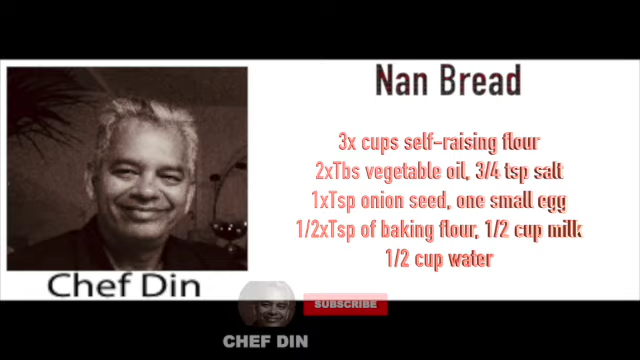 Nan Bread
3x cups self-raising flour
2xTbs vegetable oil, 3/4 tsp salt
1xTsp onion seed, one small egg
1/2xTsp of baking flour, 1/2 cup milk
1/2 cup water
Chef Din
SUBSCRIBE
CHEF DIN